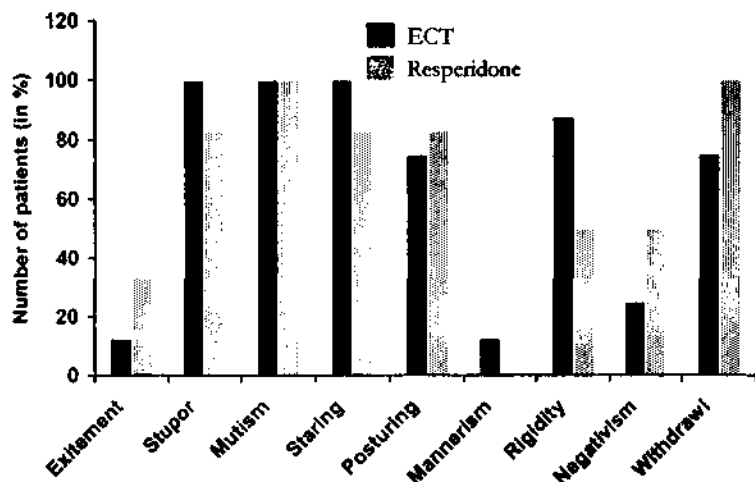 120
100
80
60
40
20
0
Number of patients (in %)
ECT
Resperidone
Exitement
Stupor
Mutism
Staring
Posturing
Mannerism
Rigidity
Negativism
Withdrawl